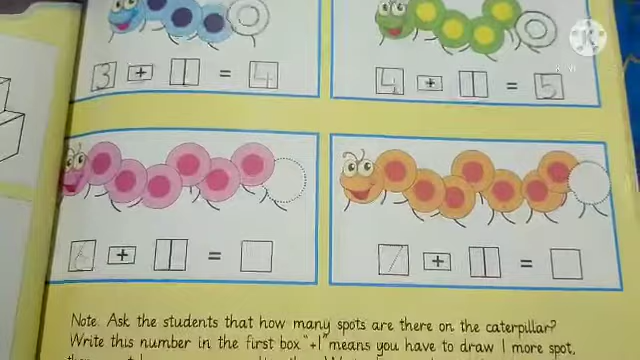 3 + 1 = 4
4 + 1 = 5
6 + 1 =
7 + 1 =
Note: Ask the students that how many spots are there on the caterpillar?
Write this number in the first box "+1" means you have to draw 1 more spot,